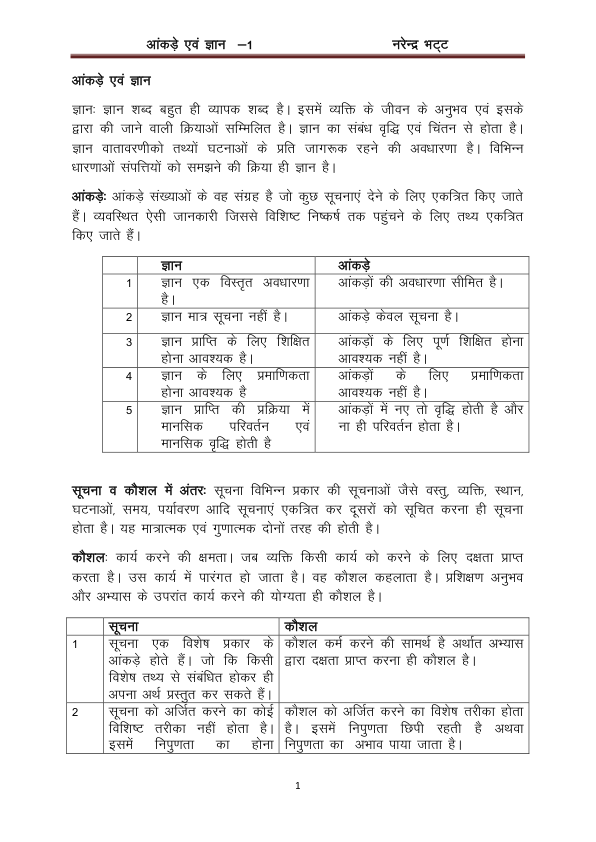 आंकड़े एवं ज्ञान –1 नरेन्द्र भट्ट
आंकड़े एवं ज्ञान
ज्ञानः ज्ञान शब्द बहुत ही व्यापक शब्द है। इसमें व्यक्ति के जीवन के अनुभव एवं इसके
द्वारा की जाने वाली क्रियाओं सम्मिलित है। ज्ञान का संबंध वृद्धि एवं चिंतन से होता है।
ज्ञान वातावरणीको तथ्यों घटनाओं के प्रति जागरूक रहने की अवधारणा है। विभिन्न
धारणाओं संपत्तियों को समझने की क्रिया ही ज्ञान है।
आंकड़ेः आंकड़े संख्याओं के वह संग्रह है जो कुछ सूचनाएं देने के लिए एकत्रित किए जाते
हैं। व्यवस्थित ऐसी जानकारी जिससे विशिष्ट निष्कर्ष तक पहुंचने के लिए तथ्य एकत्रित
किए जाते हैं।
ज्ञान आंकड़े
1 ज्ञान एक विस्तृत अवधारणा आंकड़ों की अवधारणा सीमित है।
है।
2 ज्ञान मात्र सूचना नहीं है। आंकड़े केवल सूचना है।
3 ज्ञान प्राप्ति के लिए शिक्षित आंकड़ों के लिए पूर्ण शिक्षित होना
होना आवश्यक है। आवश्यक नहीं है।
4 ज्ञान के लिए प्रमाणिकता आंकड़ों के लिए प्रमाणिकता
होना आवश्यक है आवश्यक नहीं है।
5 ज्ञान प्राप्ति की प्रक्रिया में आंकड़ों में नए तो वृद्धि होती है और
मानसिक परिवर्तन एवं ना ही परिवर्तन होता है।
मानसिक वृद्धि होती है
सूचना व कौशल में अंतरः सूचना विभिन्न प्रकार की सूचनाओं जैसे वस्तु, व्यक्ति, स्थान,
घटनाओं, समय, पर्यावरण आदि सूचनाएं एकत्रित कर दूसरों को सूचित करना ही सूचना
होता है। यह मात्रात्मक एवं गुणात्मक दोनों तरह की होती है।
कौशलः कार्य करने की क्षमता। जब व्यक्ति किसी कार्य को करने के लिए दक्षता प्राप्त
करता है। उस कार्य में पारंगत हो जाता है। वह कौशल कहलाता है। प्रशिक्षण अनुभव
और अभ्यास के उपरांत कार्य करने की योग्यता ही कौशल है।
सूचना कौशल
1 सूचना एक विशेष प्रकार के कौशल कर्म करने की सामर्थ है अर्थात अभ्यास
आंकड़े होते हैं। जो कि किसी द्वारा दक्षता प्राप्त करना ही कौशल है।
विशेष तथ्य से संबंधित होकर ही
अपना अर्थ प्रस्तुत कर सकते हैं।
2 सूचना को अर्जित करने का कोई कौशल को अर्जित करने का विशेष तरीका होता
विशिष्ट तरीका नहीं होता है। है। इसमें निपुणता छिपी रहती है अथवा
इसमें निपुणता का होना निपुणता का अभाव पाया जाता है।
1